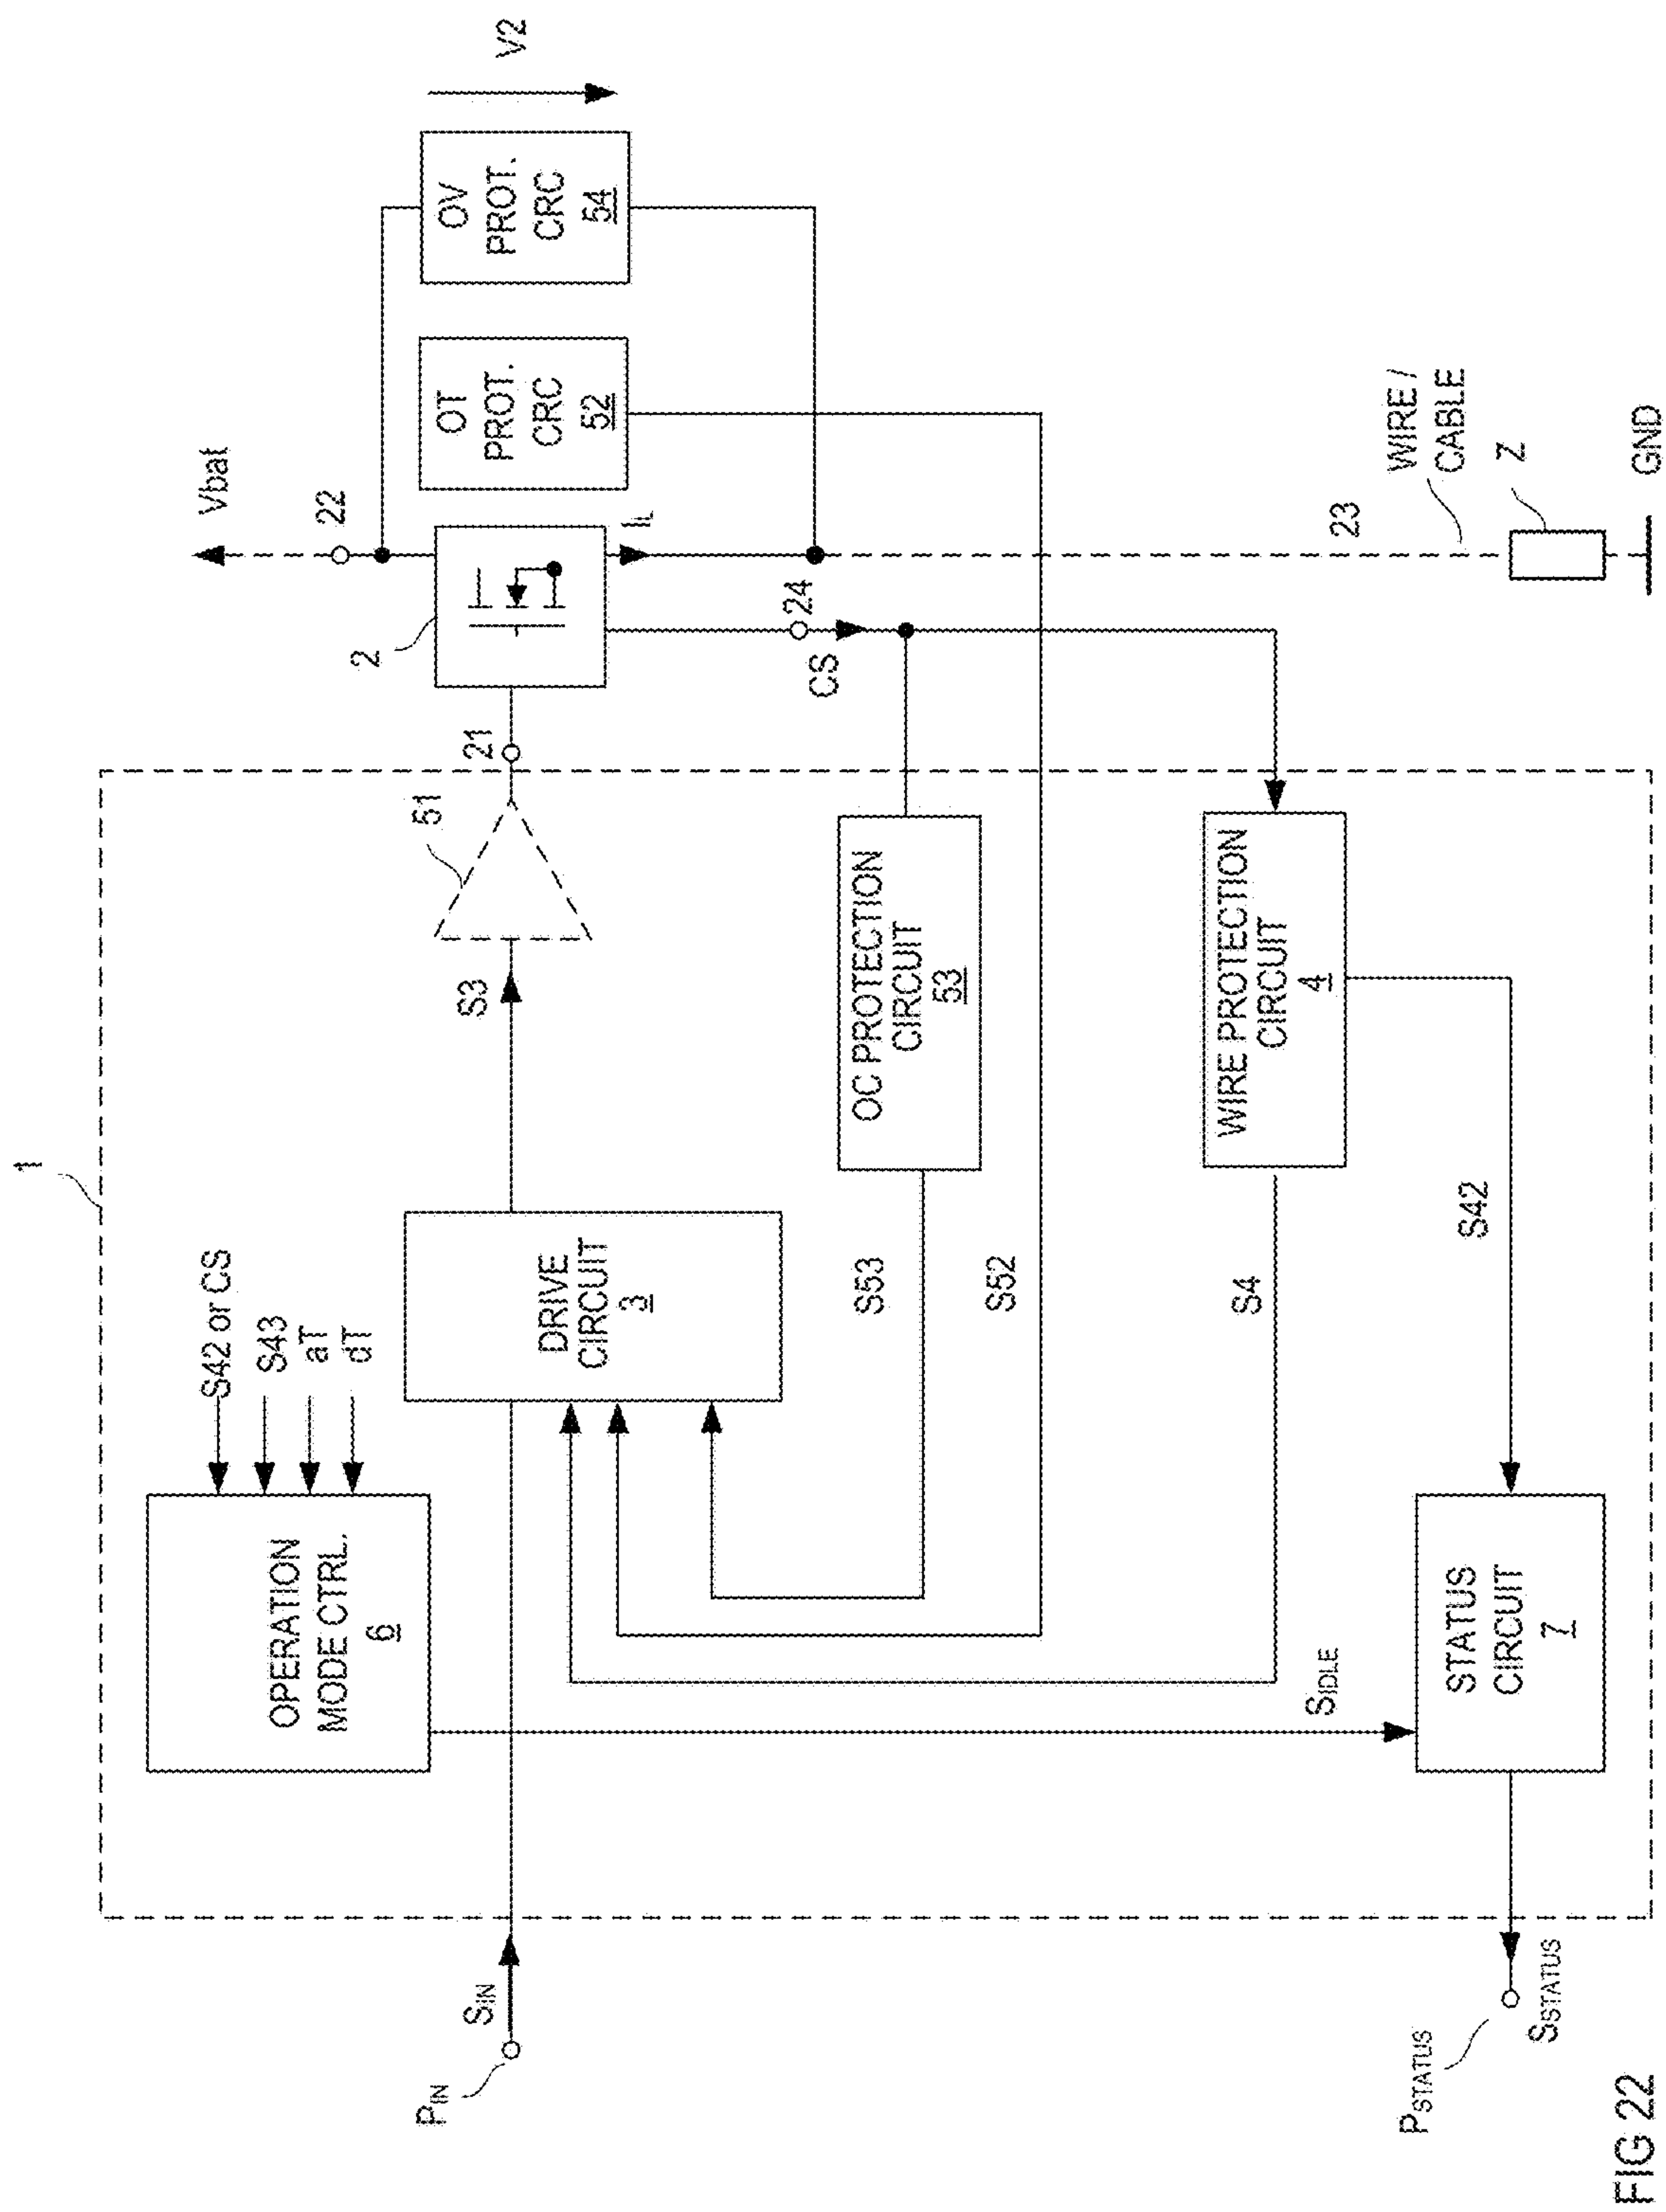 1
S42 or CS
S43
aT
dT
OPERATION
MODE CTRL.
6
PIN
SIN
DRIVE
CIRCUIT
3
S3
51
21
2
Vbat
22
IL
OT
PROT.
CRC
52
OV
PROT.
CRC
54
V2
CS
24
OC PROTECTION
CIRCUIT
53
S53
S52
WIRE PROTECTION
CIRCUIT
4
S4
S42
SIDLE
STATUS
CIRCUIT
7
PSTATUS
SSTATUS
23
WIRE /
CABLE
Z
GND
FIG 22